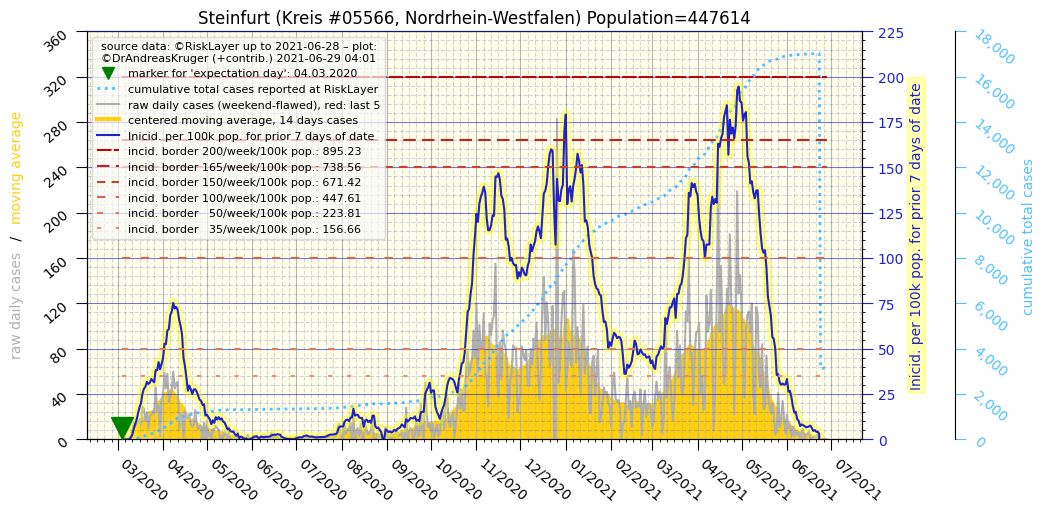 Steinfurt (Kreis #05566, Nordrhein-Westfalen) Population=447614
source data: ©RiskLayer up to 2021-06-28 – plot:
©DrAndreasKruger (+contrib.) 2021-06-29 04:01
marker for 'expectation day': 04.03.2020
cumulative total cases reported at RiskLayer
raw daily cases (weekend-flawed), red: last 5
centered moving average, 14 days cases
Inicid. per 100k pop. for prior 7 days of date
incid. border 200/week/100k pop.: 895.23
incid. border 165/week/100k pop.: 738.56
incid. border 150/week/100k pop.: 671.42
incid. border 100/week/100k pop.: 447.61
incid. border 50/week/100k pop.: 223.81
incid. border 35/week/100k pop.: 156.66
raw daily cases / moving average
360
320
280
240
200
160
120
80
40
0
03/2020
04/2020
05/2020
06/2020
07/2020
08/2020
09/2020
10/2020
11/2020
12/2020
01/2021
02/2021
03/2021
04/2021
05/2021
06/2021
07/2021
225
200
175
150
125
100
75
50
25
0
Inicid. per 100k pop. for prior 7 days of date
18,000
16,000
14,000
12,000
10,000
8,000
6,000
4,000
2,000
0
cumulative total cases